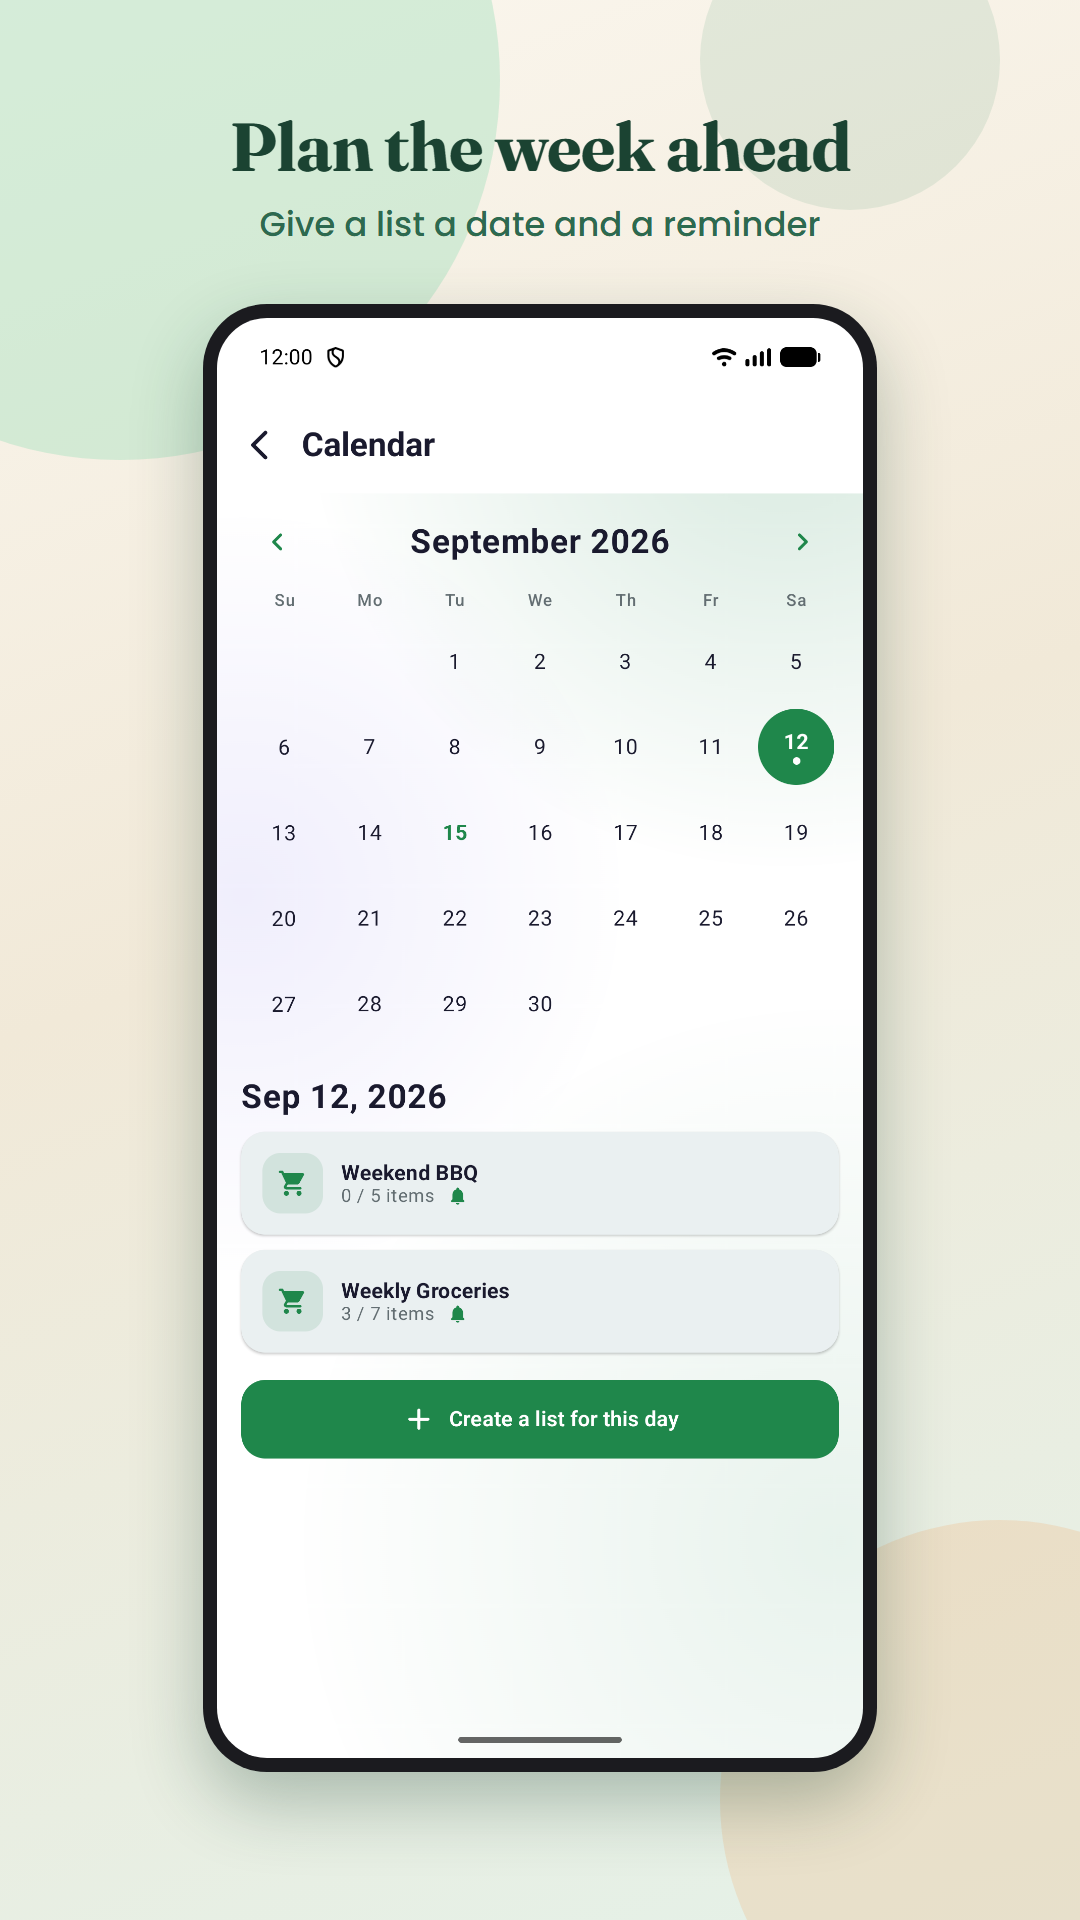 Plan the week ahead
Give a list a date and a reminder
12:00
Calendar
September 2026
Su Mo Tu We Th Fr Sa
1 2 3 4 5
6 7 8 9 10 11 12
13 14 15 16 17 18 19
20 21 22 23 24 25 26
27 28 29 30
Sep 12, 2026
Weekend BBQ
0 / 5 items
Weekly Groceries
3 / 7 items
Create a list for this day